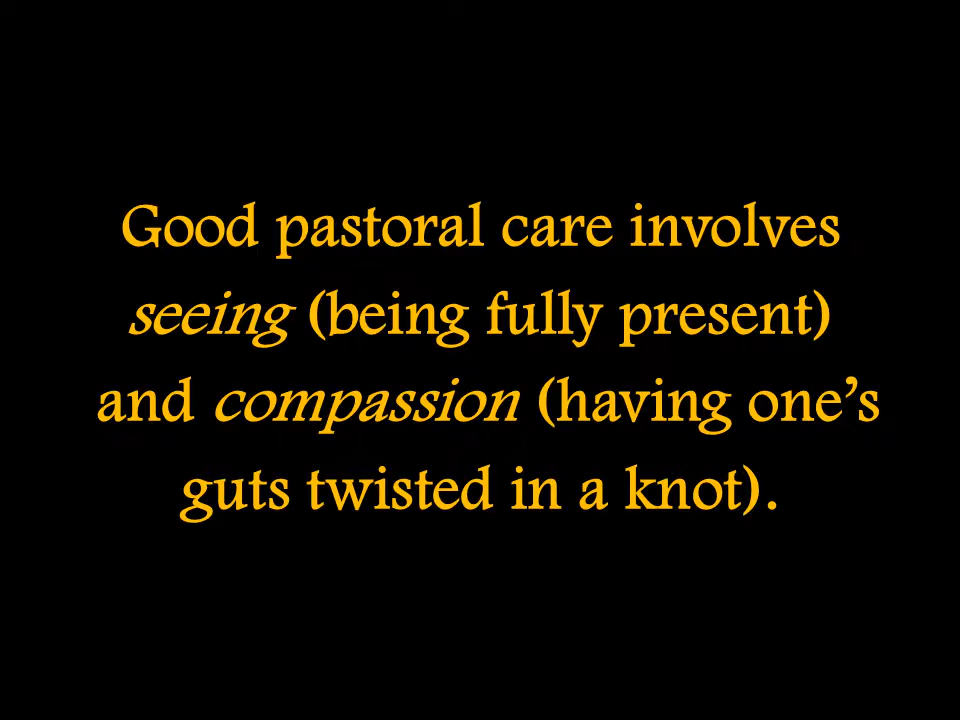 Good pastoral care involves
seeing (being fully present)
and compassion (having one’s
guts twisted in a knot).